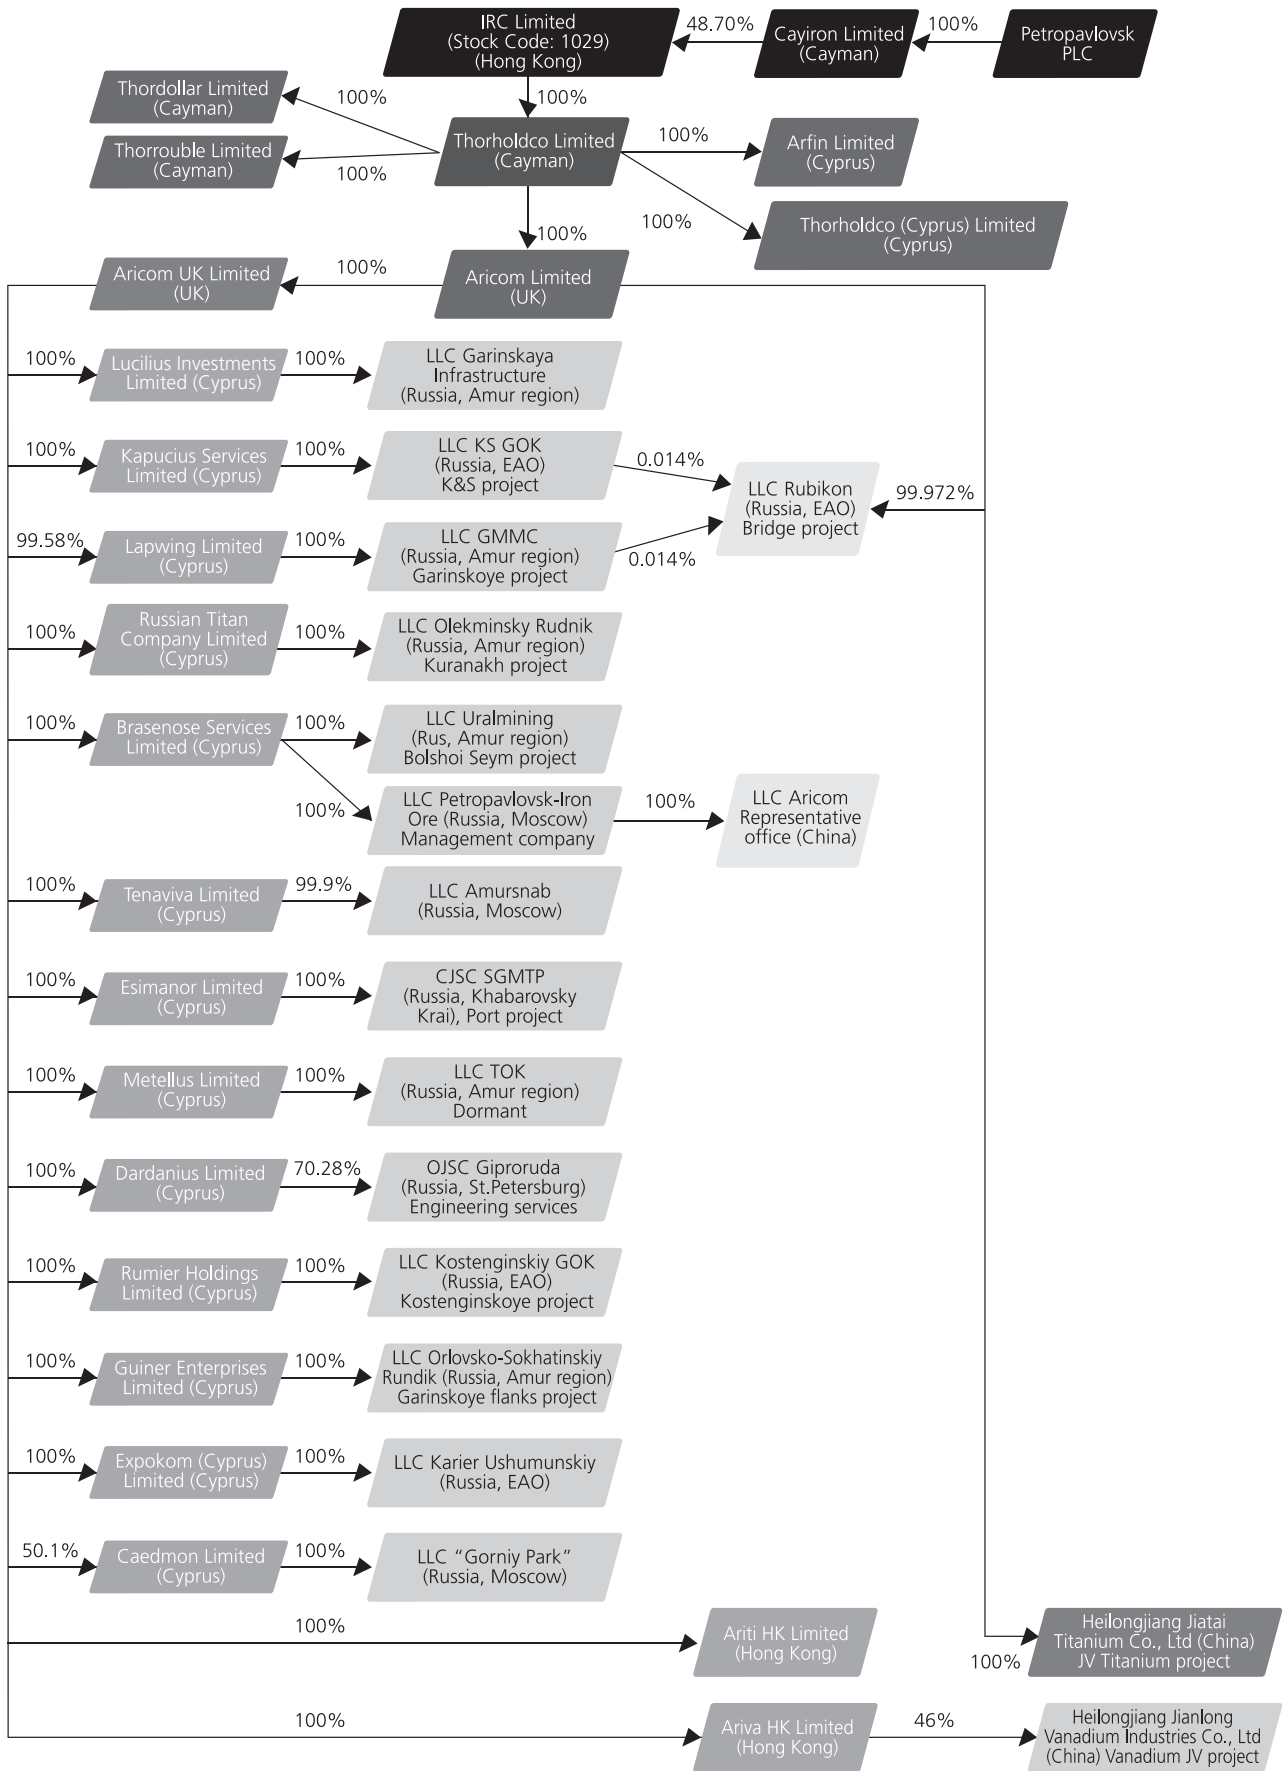 IRC Limited
(Stock Code: 1029)
(Hong Kong)
48.70%
Cayiron Limited
(Cayman)
100%
Petropavlovsk
PLC
Thordollar Limited
(Cayman)
100%
100%
Thorrouble Limited
(Cayman)
100%
Thorholdco Limited
(Cayman)
100%
Arfin Limited
(Cyprus)
100%
Thorholdco (Cyprus) Limited
(Cyprus)
100%
Aricom UK Limited
(UK)
100%
Aricom Limited
(UK)
100%
Lucilius Investments
Limited (Cyprus)
100%
LLC Garinskaya
Infrastructure
(Russia, Amur region)
100%
Kapucius Services
Limited (Cyprus)
100%
LLC KS GOK
(Russia, EAO)
K&S project
0.014%
LLC Rubikon
(Russia, EAO)
Bridge project
99.972%
99.58%
Lapwing Limited
(Cyprus)
100%
LLC GMMC
(Russia, Amur region)
Garinskoye project
0.014%
100%
Russian Titan
Company Limited
(Cyprus)
100%
LLC Olekminsky Rudnik
(Russia, Amur region)
Kuranakh project
100%
Brasenose Services
Limited (Cyprus)
100%
LLC Uralmining
(Rus, Amur region)
Bolshoi Seym project
100%
LLC Petropavlovsk-Iron
Ore (Russia, Moscow)
Management company
100%
LLC Aricom
Representative
office (China)
100%
Tenaviva Limited
(Cyprus)
99.9%
LLC Amursnab
(Russia, Moscow)
100%
Esimanor Limited
(Cyprus)
100%
CJSC SGMTP
(Russia, Khabarovsky
Krai), Port project
100%
Metellus Limited
(Cyprus)
100%
LLC TOK
(Russia, Amur region)
Dormant
100%
Dardanius Limited
(Cyprus)
70.28%
OJSC Giproruda
(Russia, St.Petersburg)
Engineering services
100%
Rumier Holdings
Limited (Cyprus)
100%
LLC Kostenginskiy GOK
(Russia, EAO)
Kostenginskoye project
100%
Guiner Enterprises
Limited (Cyprus)
100%
LLC Orlovsko-Sokhatinskiy
Rundik (Russia, Amur region)
Garinskoye flanks project
100%
Expokom (Cyprus)
Limited (Cyprus)
100%
LLC Karier Ushumunskiy
(Russia, EAO)
50.1%
Caedmon Limited
(Cyprus)
100%
LLC “Gorniy Park”
(Russia, Moscow)
100%
Ariti HK Limited
(Hong Kong)
100%
Heilongjiang Jiatai
Titanium Co., Ltd (China)
JV Titanium project
100%
Ariva HK Limited
(Hong Kong)
46%
Heilongjiang Jianlong
Vanadium Industries Co., Ltd
(China) Vanadium JV project